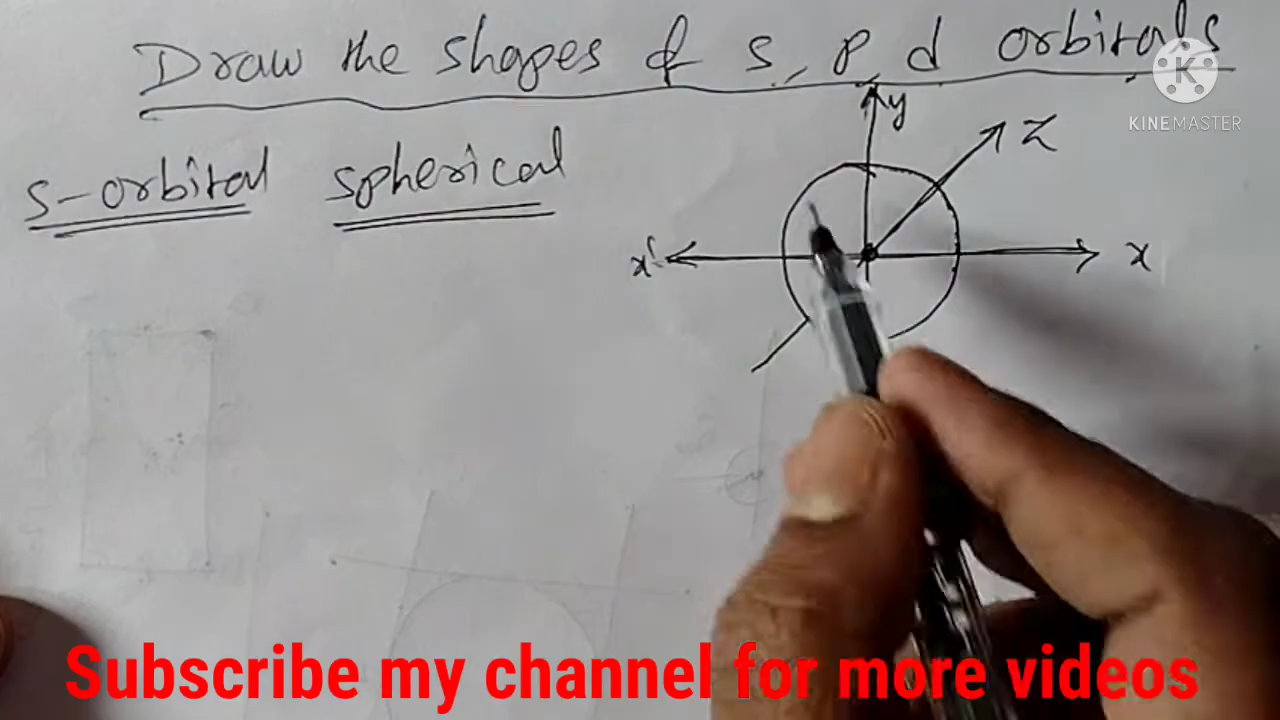 Draw the shapes of s, p, d orbitals
KINEMASTER
y
Z
s-orbital spherical
x' x
Subscribe my channel for more videos